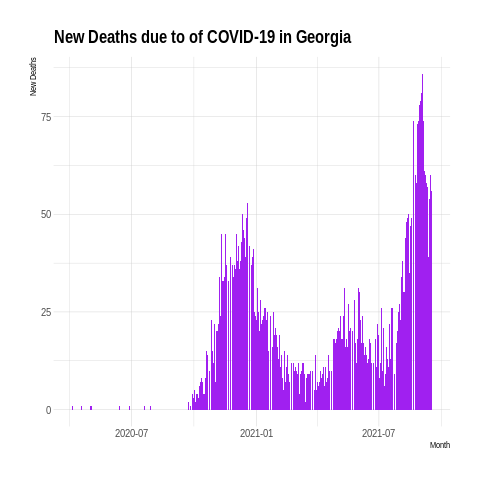 New Deaths due to of COVID-19 in Georgia
New Deaths
75
50
25
0
2020-07
2021-01
2021-07
Month